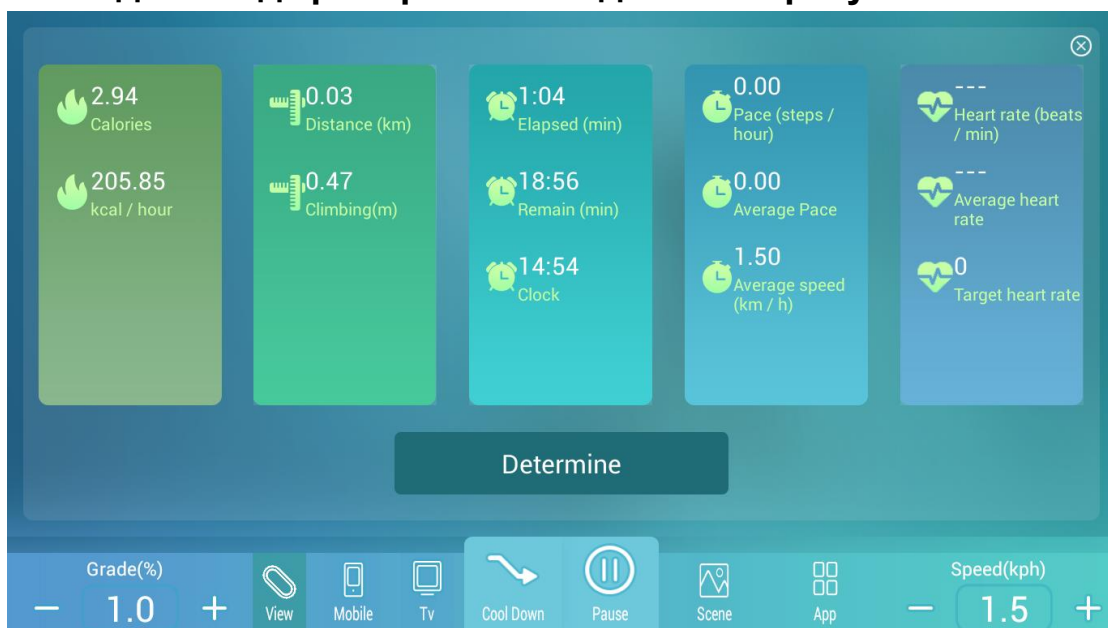 2.94
Calories
205.85
kcal / hour
0.03
Distance (km)
0.47
Climbing(m)
1:04
Elapsed (min)
18:56
Remain (min)
14:54
Clock
0.00
Pace (steps /
hour)
0.00
Average Pace
1.50
Average speed
(km / h)
---
Heart rate (beats
/ min)
---
Average heart
rate
0
Target heart rate
Determine
Grade(%)
− 1.0 +
View
Mobile
Tv
Cool Down
Pause
Scene
App
Speed(kph)
− 1.5 +